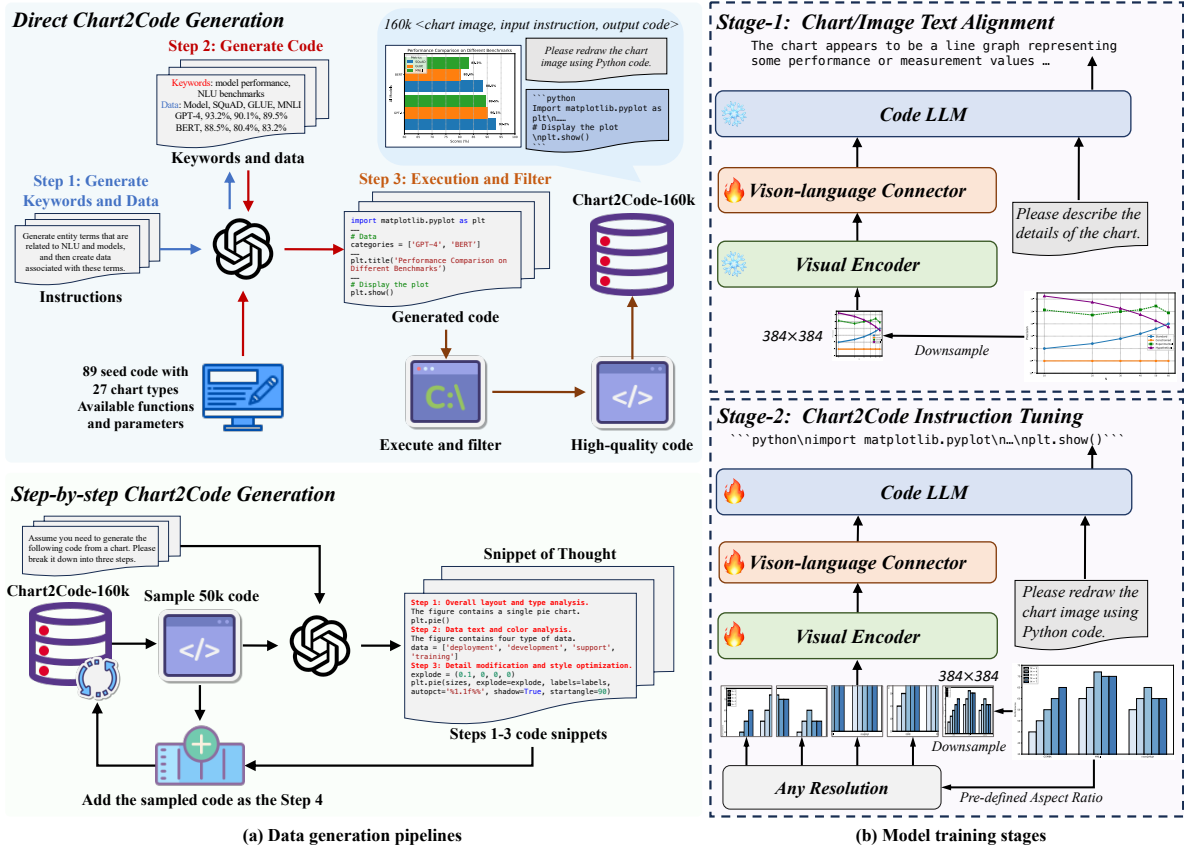 Direct Chart2Code Generation
Step 2: Generate Code
Keywords: model performance,
NLU benchmarks
Data: Model, SQuAD, GLUE, MNLI
GPT-4, 93.2%, 90.1%, 89.5%
BERT, 88.5%, 80.4%, 83.2%
Keywords and data
160k <chart image, input instruction, output code>
Performance Comparison on Different Benchmarks
Please redraw the chart
image using Python code.
```python
Import matplotlib.pyplot as
plt\n……
# Display the plot
\nplt.show()
```
Step 1: Generate
Keywords and Data
Generate entity terms that are
related to NLU and models,
and then create data
associated with these terms.
Instructions
Step 3: Execution and Filter
import matplotlib.pyplot as plt
……
# Data
categories = ['GPT-4', 'BERT']
……
plt.title('Performance Comparison on
Different Benchmarks')
……
# Display the plot
plt.show()
Generated code
Chart2Code-160k
89 seed code with
27 chart types
Available functions
and parameters
C:\
Execute and filter
</>
High-quality code
Step-by-step Chart2Code Generation
Assume you need to generate the
following code from a chart. Please
break it down into three steps.
Chart2Code-160k
Sample 50k code
</>
Snippet of Thought
Step 1: Overall layout and type analysis.
The figure contains a single pie chart.
plt.pie()
Step 2: Data text and color analysis.
The figure contains four type of data.
data = ['deployment', 'development', 'support',
'training']
Step 3: Detail modification and style optimization.
explode = (0.1, 0, 0, 0)
plt.pie(sizes, explode=explode, labels=labels,
autopct='%1.1f%%', shadow=True, startangle=90)
Steps 1-3 code snippets
Add the sampled code as the Step 4
(a) Data generation pipelines
Stage-1: Chart/Image Text Alignment
The chart appears to be a line graph representing
some performance or measurement values …
Code LLM
Vison-language Connector
Please describe the
details of the chart.
Visual Encoder
384×384
Downsample
Stage-2: Chart2Code Instruction Tuning
```python\nimport matplotlib.pyplot\n…\nplt.show()```
Code LLM
Vison-language Connector
Please redraw the
chart image using
Python code.
Visual Encoder
384×384
Downsample
Any Resolution
Pre-defined Aspect Ratio
(b) Model training stages